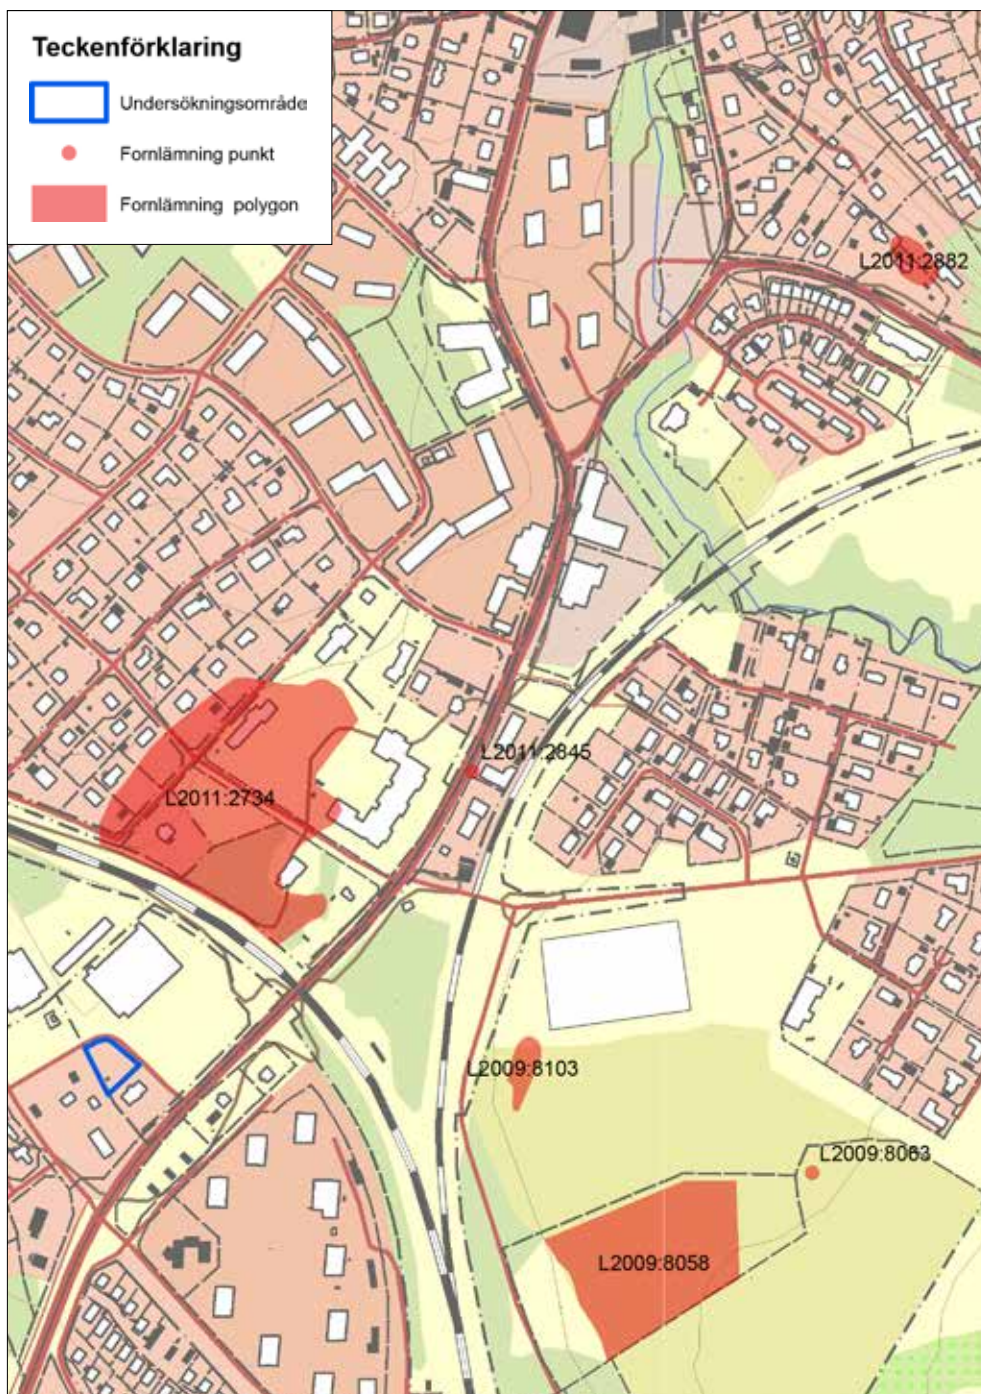 Teckenförklaring
Undersökningsområde
Fornlämning punkt
Fornlämning polygon
L2011:2882
L2011:2845
L2011:2734
L2009:8103
L2009:8063
L2009:8058